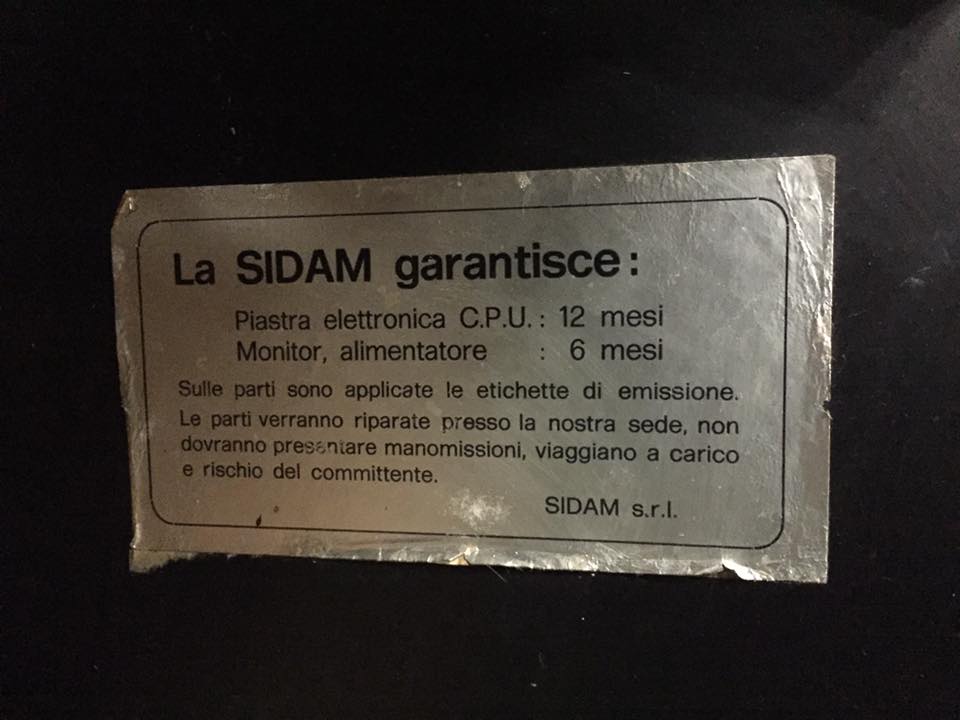 La SIDAM garantisce:
Piastra elettronica C.P.U. : 12 mesi
Monitor, alimentatore : 6 mesi
Sulle parti sono applicate le etichette di emissione.
Le parti verranno riparate presso la nostra sede, non
dovranno presentare manomissioni, viaggiano a carico
e rischio del committente.
SIDAM s.r.l.